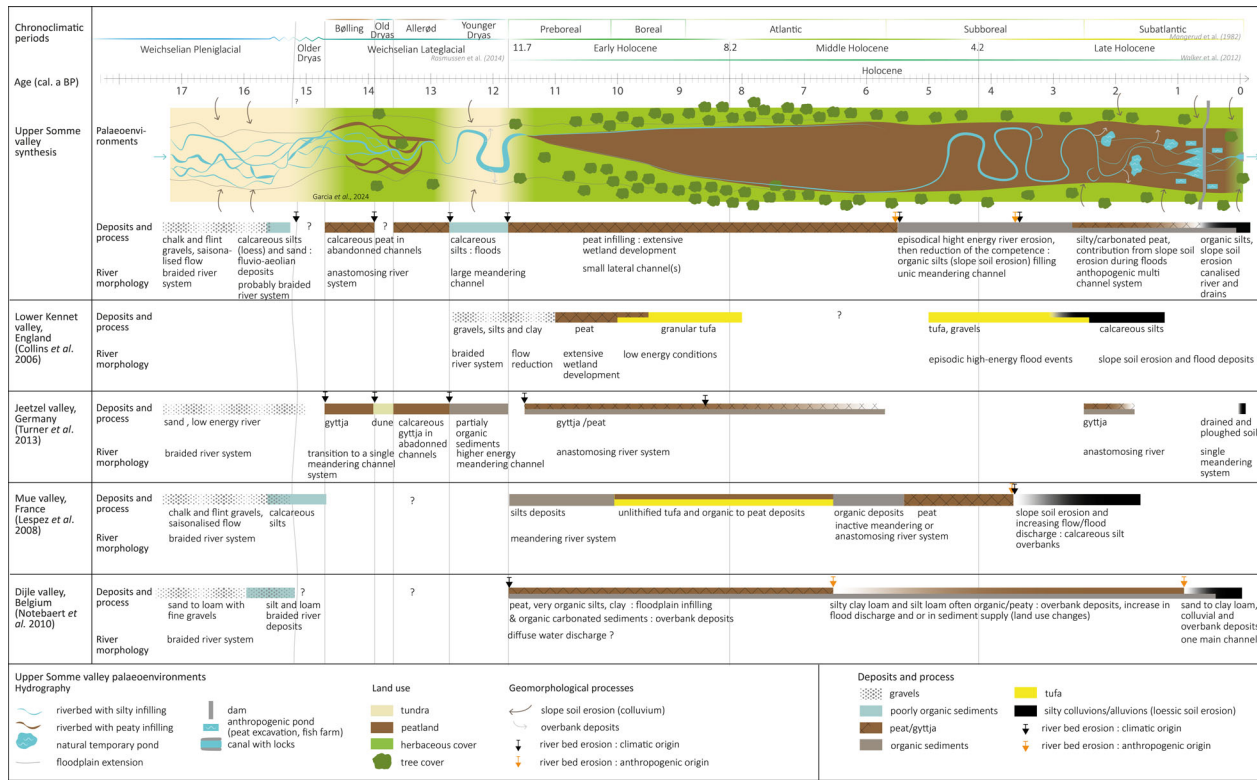 Chronoclimatic periods
Bølling
Old Dryas
Allerød
Younger Dryas
Preboreal
Boreal
Atlantic
Subboreal
Subatlantic
Mangerud et al. (1982)
Weichselian Pleniglacial
Older Dryas
Weichselian Lateglacial
Rasmussen et al. (2014)
11.7
Early Holocene
8.2
Middle Holocene
4.2
Late Holocene
Walker et al. (2012)
Holocene
Age (cal. a BP)
17 16 15 14 13 12 11 10 9 8 7 6 5 4 3 2 1 0
?
Upper Somme
valley
synthesis
Palaeoenvi-
ronments
Garcia et al., 2024
Deposits and
process
? ?
chalk and flint
gravels, saisona-
lised flow
calcareous silts
(loess) and sand :
fluvio-aeolian
deposits
calcareous peat in
abandonned channels
calcareous
silts : floods
peat infilling : extensive
wetland development
episodical hight energy river erosion,
then reduction of the competence :
organic silts (slope soil erosion) filling
silty/carbonated peat,
contribution from slope soil
erosion during floods
organic silts,
slope soil
erosion
River
morphology
braided river
system
probably braided
river system
anastomosing river
system
large meandering
channel
small lateral channel(s)
unic meandering channel
anthropogenic multi
channel system
canalised
river and
drains
Lower Kennet
valley,
England
(Collins et al.
2006)
Deposits and
process
gravels, silts and clay
peat
granular tufa
?
tufa, gravels
calcareous silts
River
morphology
braided
river system
flow
reduction
extensive
wetland
development
low energy conditions
episodic high-energy flood events
slope soil erosion and flood deposits
Jeetzel valley,
Germany
(Turner et al.
2013)
Deposits and
process
sand , low energy river
gyttja
dune
calcareous
gyttja in
abadonned
channels
partialy
organic
sediments
gyttja /peat
gyttja
drained and
ploughed soil
River
morphology
braided river system
transition to a single
meandering channel
system
higher energy
meandering channel
anastomosing river system
anastomosing river
single
meandering
system
Mue valley,
France
(Lespez et al.
2008)
Deposits and
process
chalk and flint gravels,
saisonalised flow
calcareous
silts
?
silts deposits
unlithified tufa and organic to peat deposits
organic deposits
peat
slope soil erosion and
increasing flow/flood
discharge : calcareous silt
overbanks
River
morphology
braided river system
meandering river system
inactive meandering or
anastomosing river system
Dijle valley,
Belgium
(Notebaert
et al. 2010)
Deposits and
process
sand to loam with
fine gravels
silt and loam
braided river
deposits
?
?
peat, very organic silts, clay : floodplain infilling
& organic carbonated sediments : overbank deposits
silty clay loam and silt loam often organic/peaty : overbank deposits, increase in
flood discharge and or in sediment supply (land use changes)
sand to clay loam,
colluvial and
overbank deposits
River
morphology
braided river system
diffuse water discharge ?
one main channel
Upper Somme valley palaeoenvironments
Hydrography
riverbed with silty infilling
riverbed with peaty infilling
natural temporary pond
floodplain extension
dam
anthropogenic pond
(peat excavation, fish farm)
canal with locks
Land use
tundra
peatland
herbaceous cover
tree cover
Geomorphological processes
slope soil erosion (colluvium)
overbank deposits
river bed erosion : climatic origin
river bed erosion : anthropogenic origin
Deposits and process
gravels
poorly organic sediments
peat/gyttja
organic sediments
tufa
silty colluvions/alluvions (loessic soil erosion)
river bed erosion : climatic origin
river bed erosion : anthropogenic origin